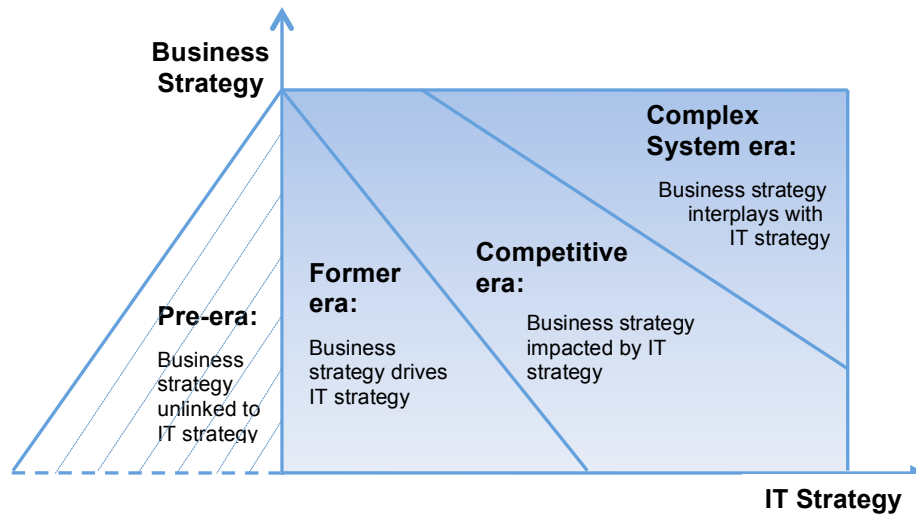 Business
Strategy
Complex
System era:
Business strategy
interplays with
IT strategy
Competitive
era:
Business strategy
impacted by IT
strategy
Former
era:
Business
strategy drives
IT strategy
Pre-era:
Business
strategy
unlinked to
IT strategy
IT Strategy